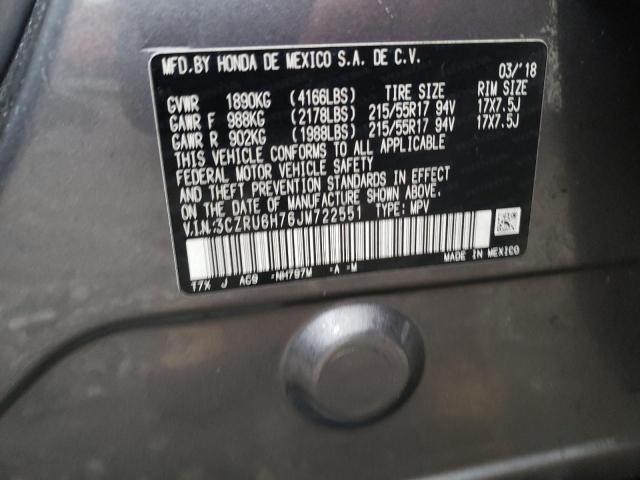 MFD.BY HONDA DE MEXICO S.A. DE C.V.
03/'18
GVWR 1890KG (4166LBS) TIRE SIZE RIM SIZE
GAWR F 988KG (2178LBS) 215/55R17 94V 17X7.5J
GAWR R 902KG (1988LBS) 215/55R17 94V 17X7.5J
THIS VEHICLE CONFORMS TO ALL APPLICABLE
FEDERAL MOTOR VEHICLE SAFETY
AND THEFT PREVENTION STANDARDS IN EFFECT
ON THE DATE OF MANUFACTURE SHOWN ABOVE.
V.I.N:3CZRU6H76JM722551 TYPE: MPV
MADE IN MEXICO
T7X J AG9 *NH797M *A *M